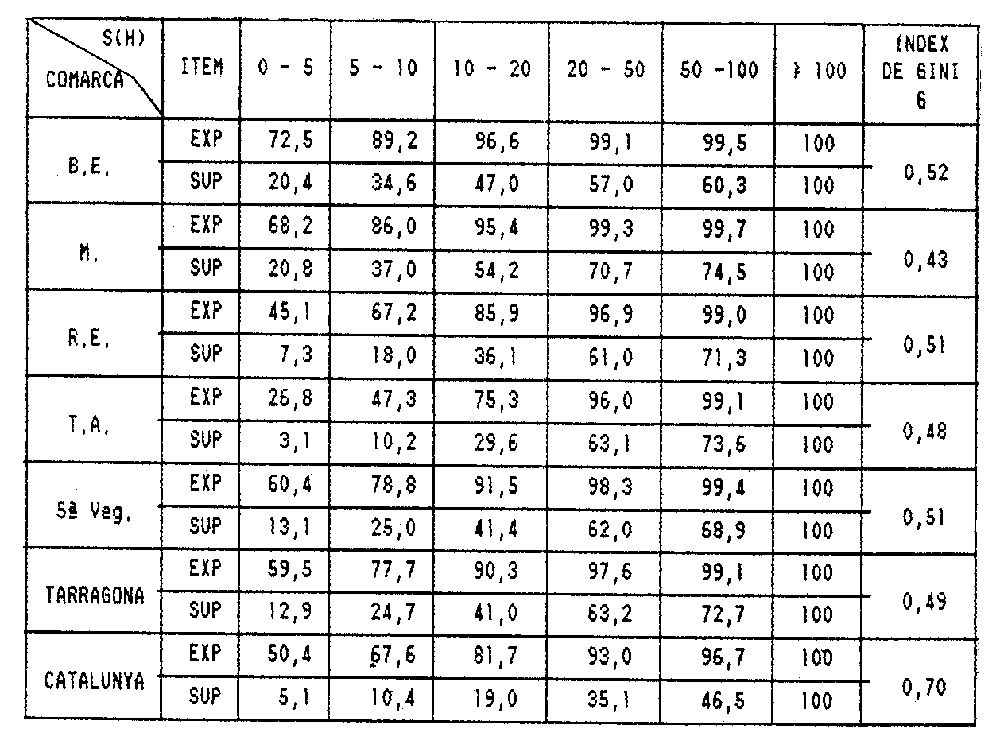 S(H)
COMARCA
ITEM
0 - 5
5 - 10
10 - 20
20 - 50
50 -100
≥ 100
ÍNDEX
DE GINI
G
B.E.
EXP 72,5 89,2 96,6 99,1 99,5 100
SUP 20,4 34,6 47,0 57,0 60,3 100
0,52
M.
EXP 68,2 86,0 95,4 99,3 99,7 100
SUP 20,8 37,0 54,2 70,7 74,5 100
0,43
R.E.
EXP 45,1 67,2 85,9 96,9 99,0 100
SUP 7,3 18,0 36,1 61,0 71,3 100
0,51
T.A.
EXP 26,8 47,3 75,3 96,0 99,1 100
SUP 3,1 10,2 29,6 63,1 73,6 100
0,48
5ª Veg.
EXP 60,4 78,8 91,5 98,3 99,4 100
SUP 13,1 25,0 41,4 62,0 68,9 100
0,51
TARRAGONA
EXP 59,5 77,7 90,3 97,6 99,1 100
SUP 12,9 24,7 41,0 63,2 72,7 100
0,49
CATALUNYA
EXP 50,4 67,6 81,7 93,0 96,7 100
SUP 5,1 10,4 19,0 35,1 46,5 100
0,70